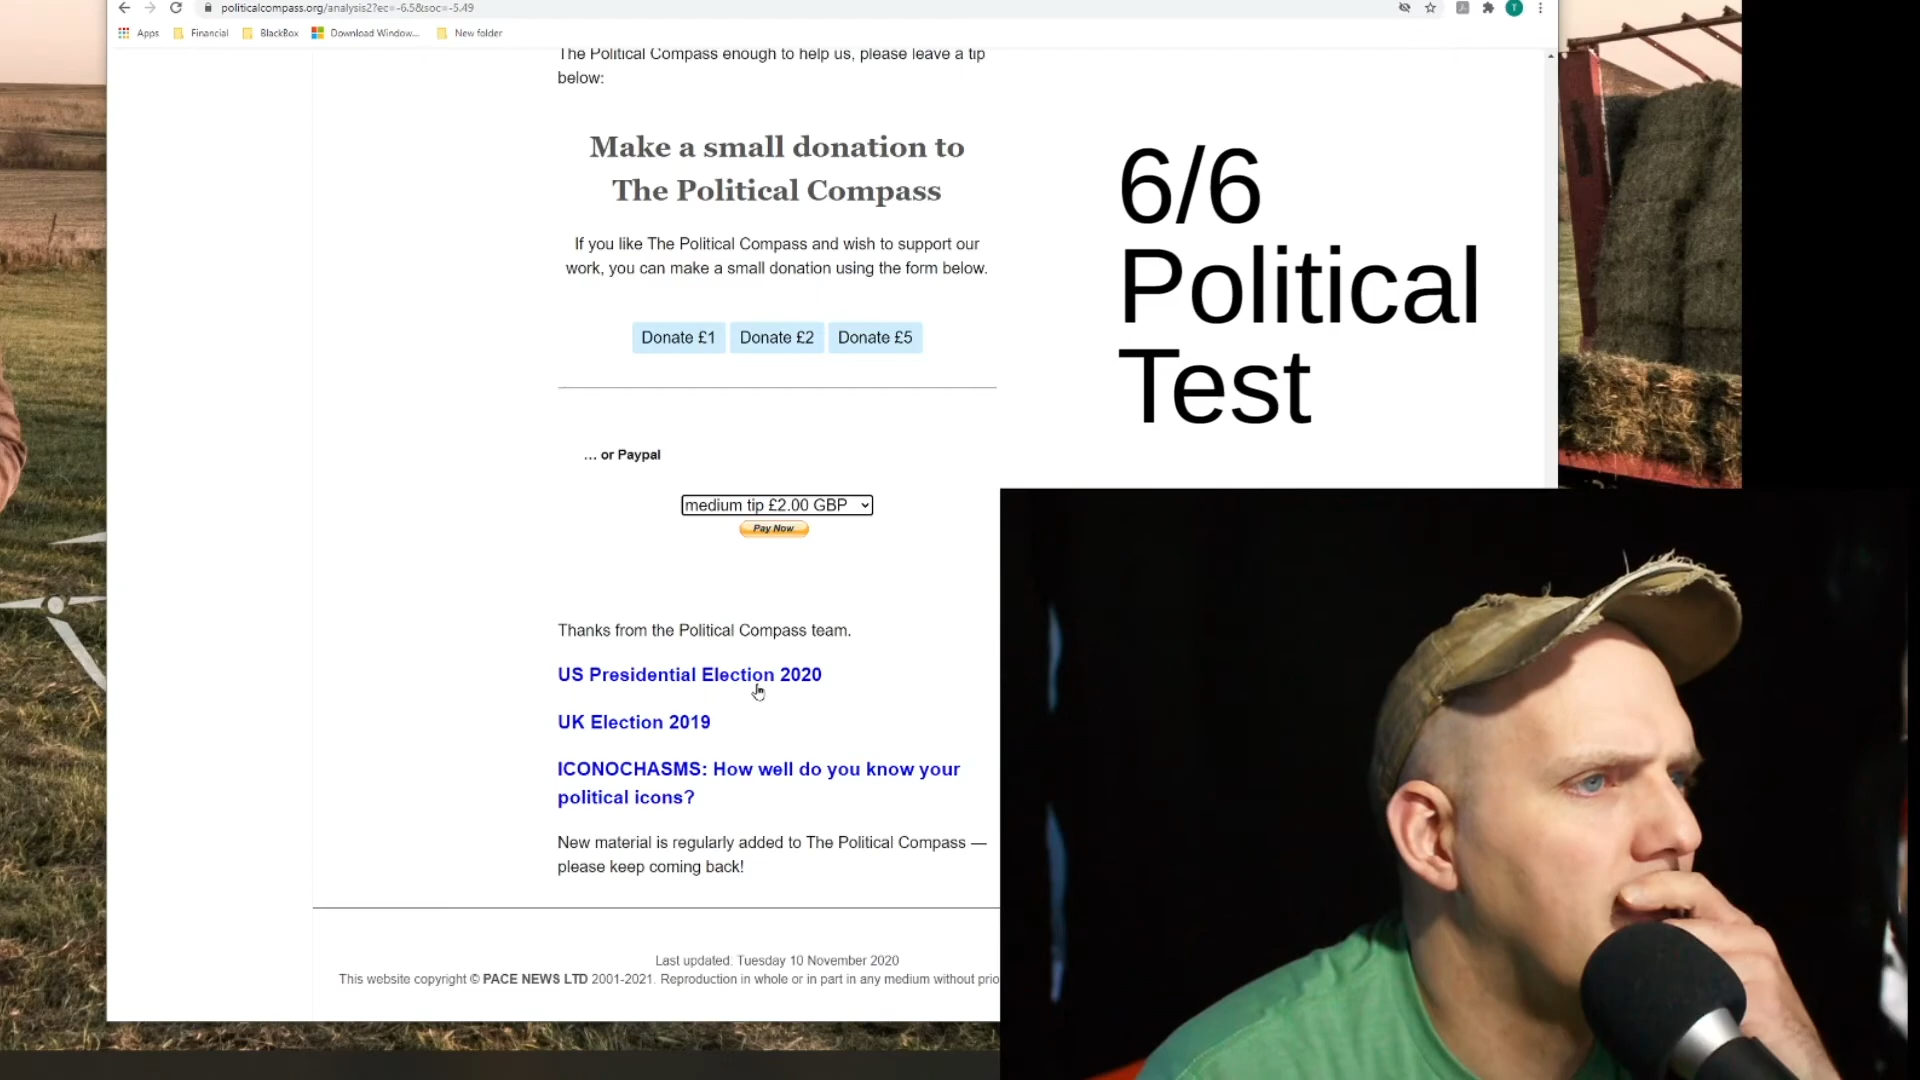 politicalcompass.org/analysis2?ec=-6.5&soc=-5.49
Apps Financial BlackBox Download Window... New folder
The Political Compass enough to help us, please leave a tip
below:
Make a small donation to
The Political Compass
If you like The Political Compass and wish to support our
work, you can make a small donation using the form below.
Donate £1 Donate £2 Donate £5
... or Paypal
medium tip £2.00 GBP
Pay Now
Thanks from the Political Compass team.
US Presidential Election 2020
UK Election 2019
ICONOCHASMS: How well do you know your
political icons?
New material is regularly added to The Political Compass —
please keep coming back!
Last updated: Tuesday 10 November 2020
This website copyright © PACE NEWS LTD 2001-2021. Reproduction in whole or in part in any medium without prio
6/6
Political
Test
T